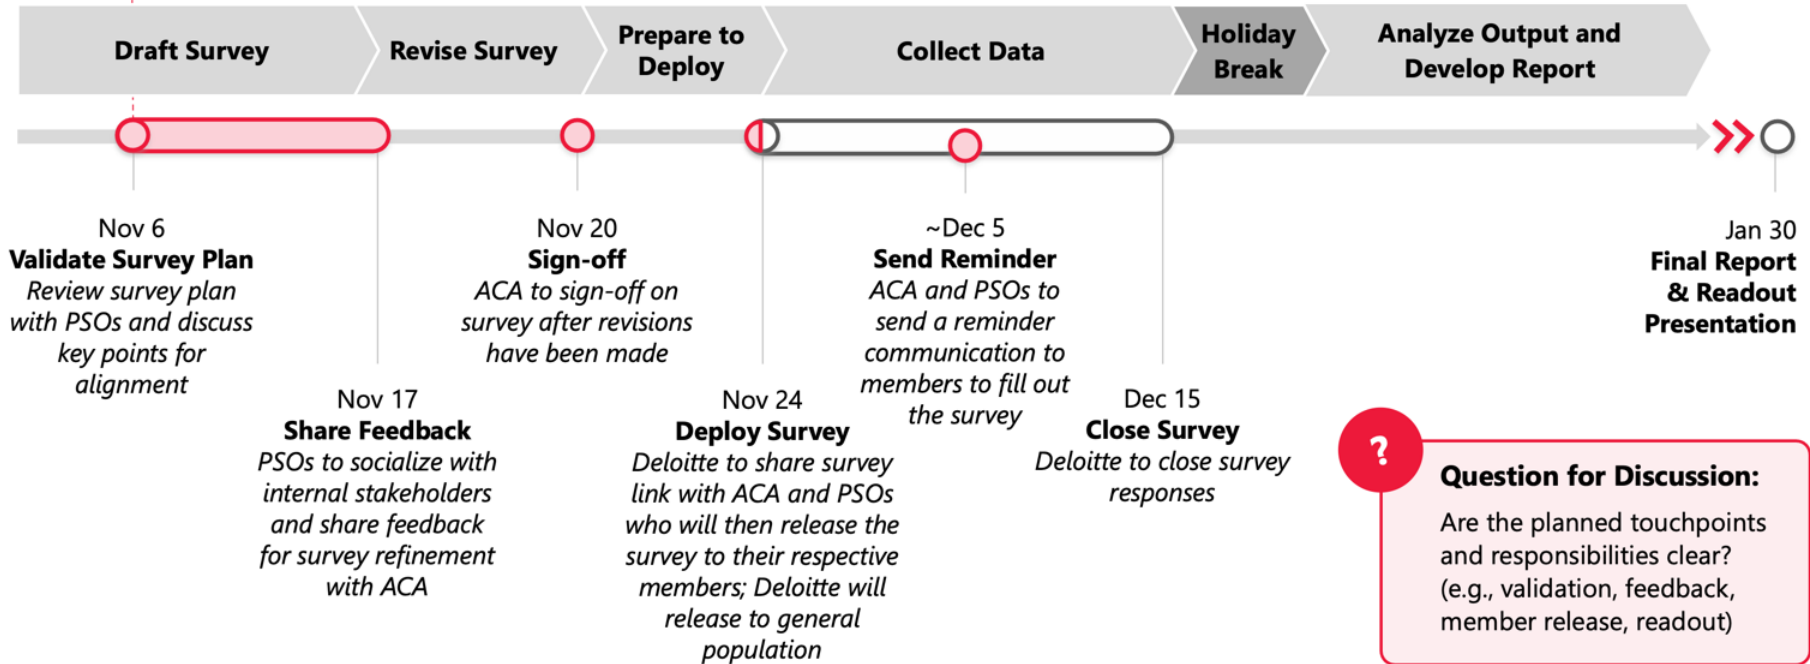 Draft Survey
Revise Survey
Prepare to
Deploy
Collect Data
Holiday
Break
Analyze Output and
Develop Report
Nov 6
Validate Survey Plan
Review survey plan
with PSOs and discuss
key points for
alignment
Nov 17
Share Feedback
PSOs to socialize with
internal stakeholders
and share feedback
for survey refinement
with ACA
Nov 20
Sign-off
ACA to sign-off on
survey after revisions
have been made
Nov 24
Deploy Survey
Deloitte to share survey
link with ACA and PSOs
who will then release the
survey to their respective
members; Deloitte will
release to general
population
~Dec 5
Send Reminder
ACA and PSOs to
send a reminder
communication to
members to fill out
the survey
Dec 15
Close Survey
Deloitte to close survey
responses
Jan 30
Final Report
& Readout
Presentation
?
Question for Discussion:
Are the planned touchpoints
and responsibilities clear?
(e.g., validation, feedback,
member release, readout)